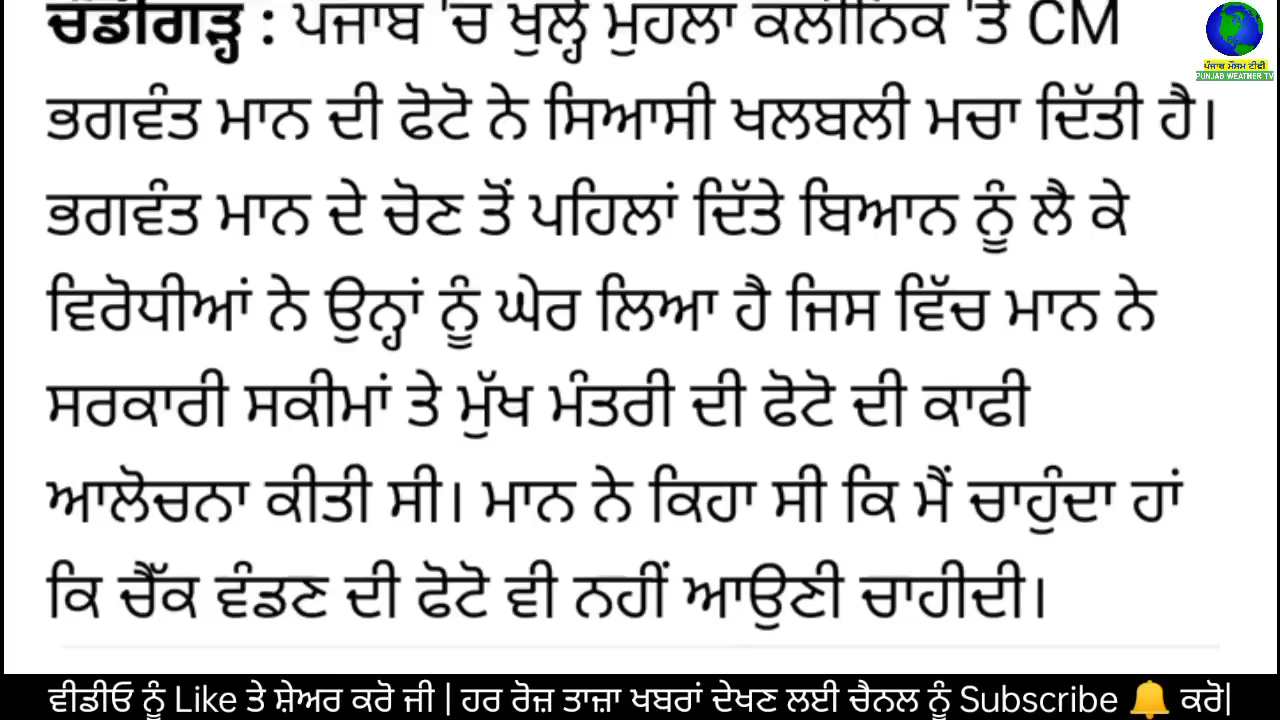 ਚੰਡੀਗੜ੍ਹ : ਪੰਜਾਬ 'ਚ ਖੁਲ੍ਹੇ ਮੁਹੱਲਾ ਕਲੀਨਿਕ 'ਤੇ CM
ਭਗਵੰਤ ਮਾਨ ਦੀ ਫੋਟੋ ਨੇ ਸਿਆਸੀ ਖਲਬਲੀ ਮਚਾ ਦਿੱਤੀ ਹੈ।
ਭਗਵੰਤ ਮਾਨ ਦੇ ਚੋਣ ਤੋਂ ਪਹਿਲਾਂ ਦਿੱਤੇ ਬਿਆਨ ਨੂੰ ਲੈ ਕੇ
ਵਿਰੋਧੀਆਂ ਨੇ ਉਨ੍ਹਾਂ ਨੂੰ ਘੇਰ ਲਿਆ ਹੈ ਜਿਸ ਵਿੱਚ ਮਾਨ ਨੇ
ਸਰਕਾਰੀ ਸਕੀਮਾਂ ਤੇ ਮੁੱਖ ਮੰਤਰੀ ਦੀ ਫੋਟੋ ਦੀ ਕਾਫੀ
ਆਲੋਚਨਾ ਕੀਤੀ ਸੀ। ਮਾਨ ਨੇ ਕਿਹਾ ਸੀ ਕਿ ਮੈਂ ਚਾਹੁੰਦਾ ਹਾਂ
ਕਿ ਚੈੱਕ ਵੰਡਣ ਦੀ ਫੋਟੋ ਵੀ ਨਹੀਂ ਆਉਣੀ ਚਾਹੀਦੀ।
ਪੰਜਾਬ ਮੌਸਮ ਟੀਵੀ
PUNJAB WEATHER TV
ਵੀਡੀਓ ਨੂੰ Like ਤੇ ਸ਼ੇਅਰ ਕਰੋ ਜੀ | ਹਰ ਰੋਜ਼ ਤਾਜ਼ਾ ਖਬਰਾਂ ਦੇਖਣ ਲਈ ਚੈਨਲ ਨੂੰ Subscribe 🔔 ਕਰੋ|